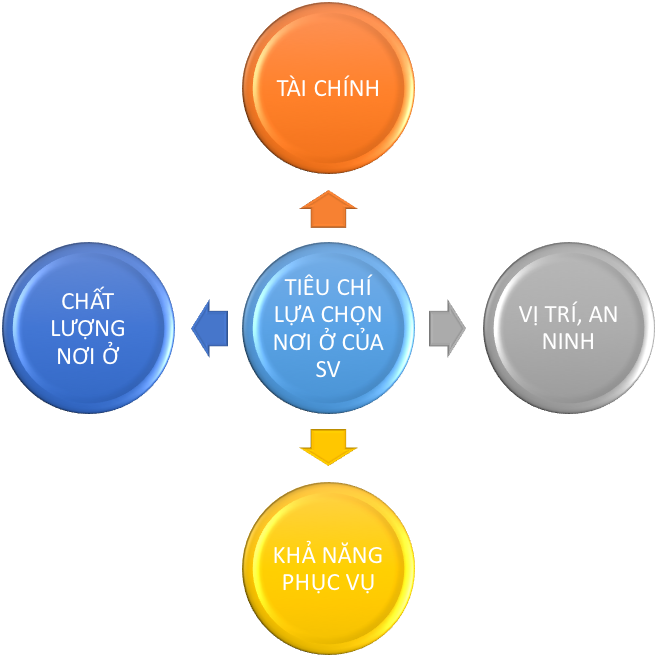 TÀI CHÍNH
CHẤT
LƯỢNG
NƠI Ở
TIÊU CHÍ
LỰA CHỌN
NƠI Ở CỦA
SV
VỊ TRÍ, AN
NINH
KHẢ NĂNG
PHỤC VỤ